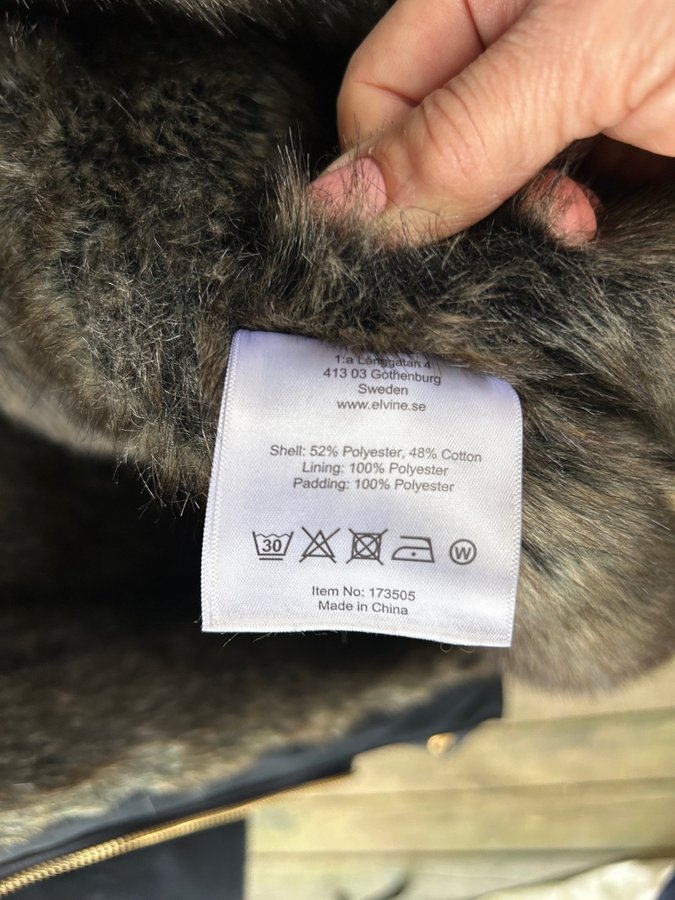 1:a Långgatan 4
413 03 Gothenburg
Sweden
www.elvine.se
Shell: 52% Polyester, 48% Cotton
Lining: 100% Polyester
Padding: 100% Polyester
30
W
Item No: 173505
Made in China